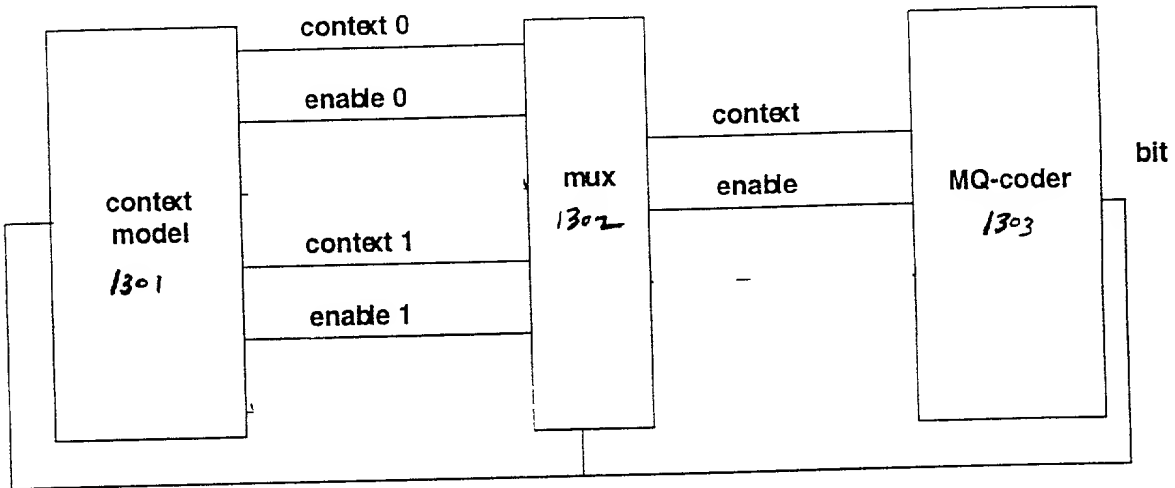 context 0
enable 0
context
model
1301
context 1
enable 1
mux
1302
context
enable
MQ-coder
1303
bit